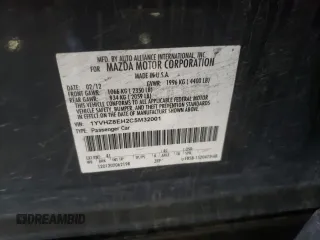 MFD. BY AUTO ALLIANCE INTERNATIONAL, INC.
FOR
MAZDA MOTOR CORPORATION
MADE-IN-U.S.A.
02/12 GVWR: 1996 KG ( 4400 LB)
FRONT GAWR: 1066 KG ( 2350 LB)
REAR GAWR: 934 KG ( 2059 LB)
THIS VEHICLE CONFORMS TO ALL APPLICABLE FEDERAL MOTOR
VEHICLE SAFETY, BUMPER, AND THEFT PREVENTION STANDARDS
IN EFFECT ON THE DATE OF MANUFACTURE SHOWN ABOVE.
VIN: 1YVHZ8EH2C5M32001
TYPE: Passenger Car